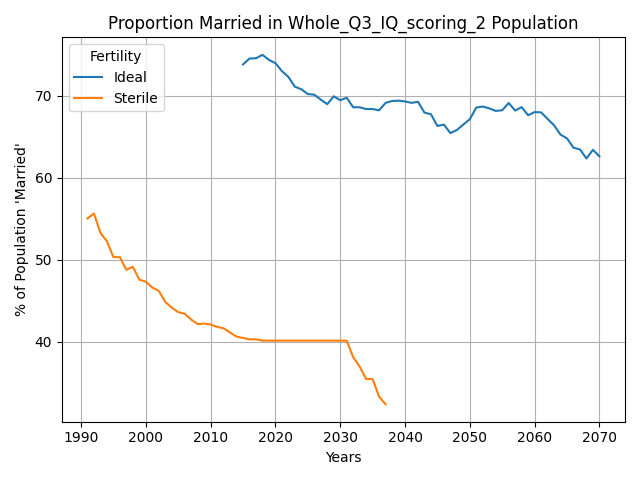 Proportion Married in Whole_Q3_IQ_scoring_2 Population
Fertility
Ideal
Sterile
% of Population 'Married'
70
60
50
40
1990 2000 2010 2020 2030 2040 2050 2060 2070
Years